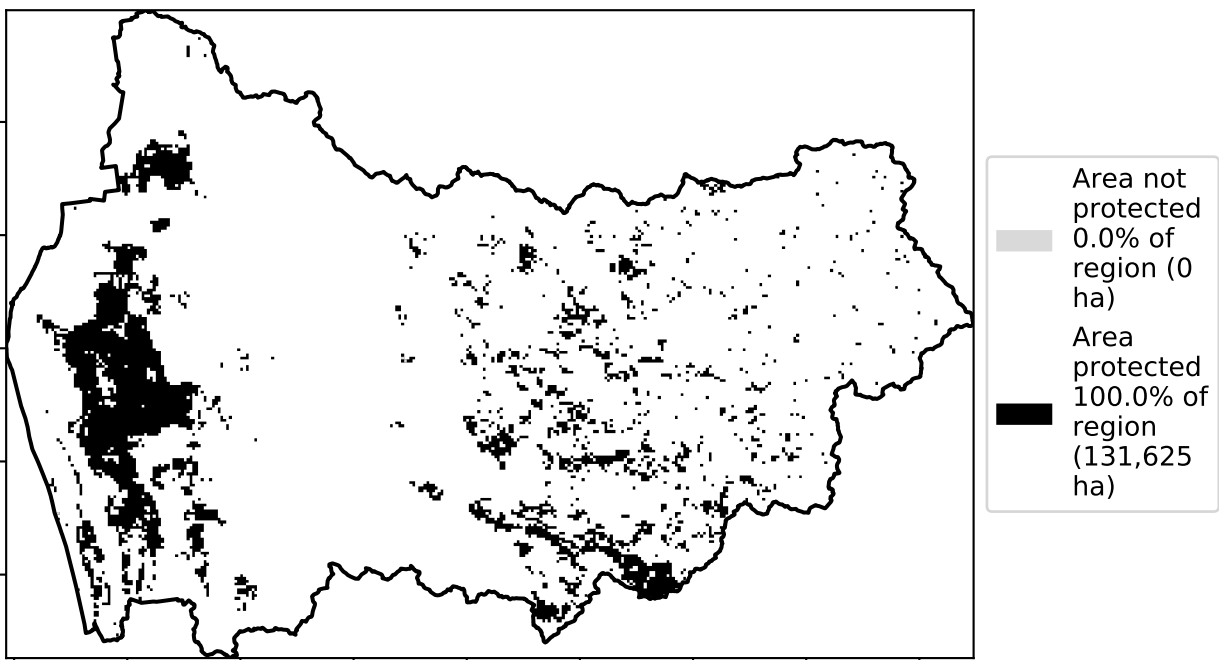 Area not
protected
0.0% of
region (0
ha)
Area
protected
100.0% of
region
(131,625
ha)